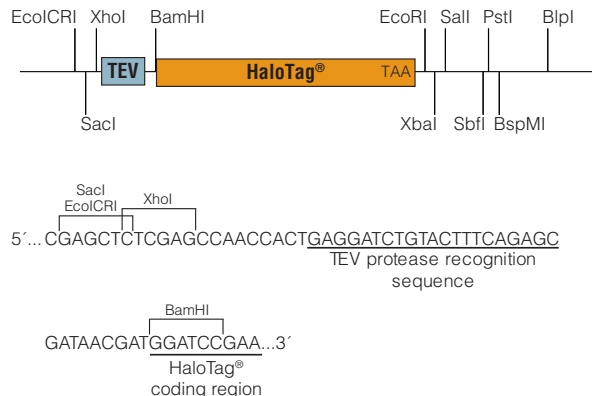 EcoICRI XhoI BamHI EcoRI SalI PstI BlpI
TEV HaloTag® TAA
SacI XbaI SbfI BspMI
SacI
EcoICRI XhoI
5´... CGAGCTCTCGAGCCAACCACTGAGGATCTGTACTTTCAGAGC
TEV protease recognition
sequence
BamHI
GATAACGATGGATCCGAA...3´
HaloTag®
coding region